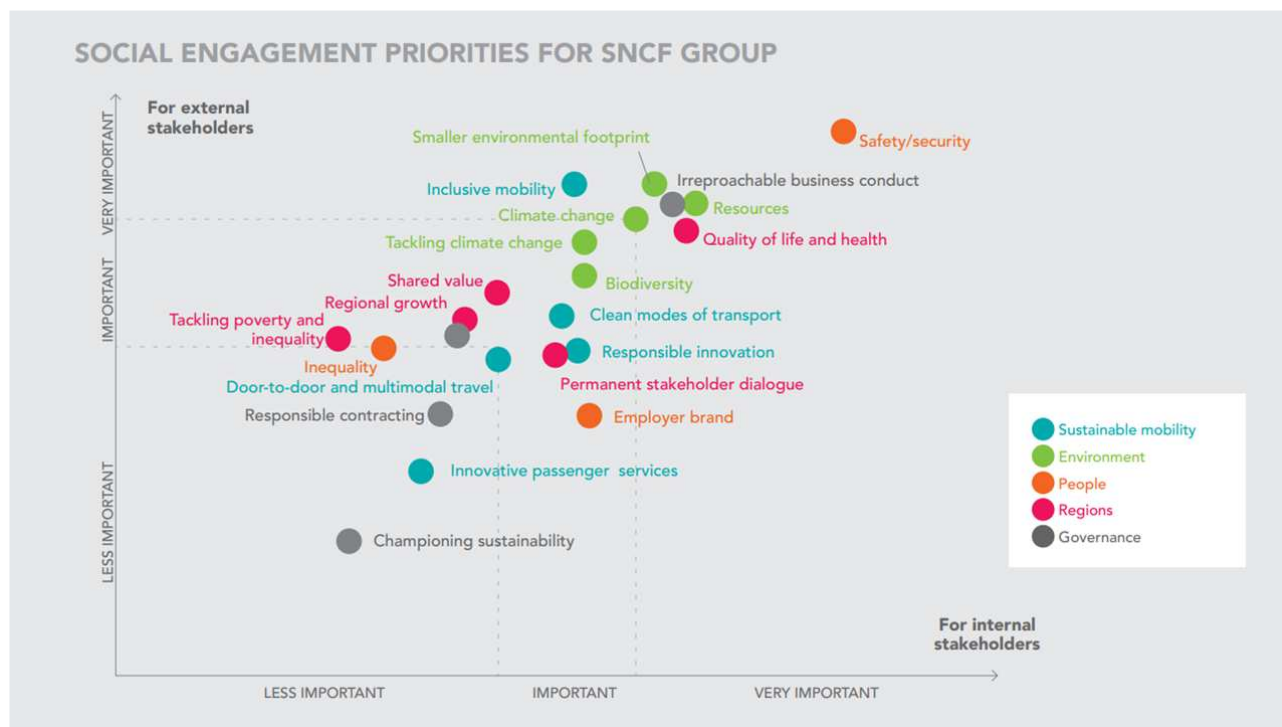 SOCIAL ENGAGEMENT PRIORITIES FOR SNCF GROUP
For external
stakeholders
VERY IMPORTANT
IMPORTANT
LESS IMPORTANT
Smaller environmental footprint
Safety/security
Inclusive mobility
Irreproachable business conduct
Climate change
Resources
Tackling climate change
Quality of life and health
Shared value
Biodiversity
Regional growth
Tackling poverty and
inequality
Clean modes of transport
Inequality
Responsible innovation
Door-to-door and multimodal travel
Permanent stakeholder dialogue
Responsible contracting
Employer brand
Innovative passenger services
Championing sustainability
Sustainable mobility
Environment
People
Regions
Governance
For internal
stakeholders
LESS IMPORTANT
IMPORTANT
VERY IMPORTANT